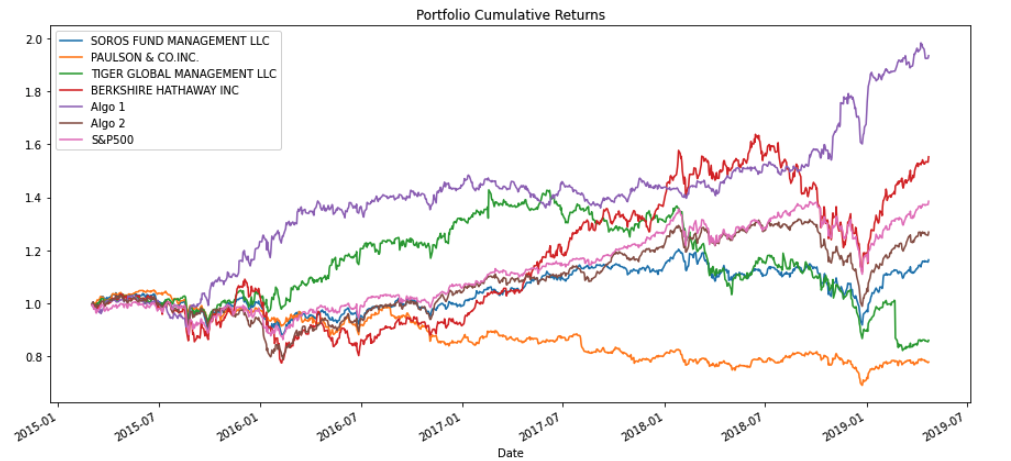 Portfolio Cumulative Returns
2.0
1.8
1.6
1.4
1.2
1.0
0.8
SOROS FUND MANAGEMENT LLC
PAULSON & CO.INC.
TIGER GLOBAL MANAGEMENT LLC
BERKSHIRE HATHAWAY INC
Algo 1
Algo 2
S&P500
2015-01
2015-07
2016-01
2016-07
2017-01
2017-07
2018-01
2018-07
2019-01
2019-07
Date